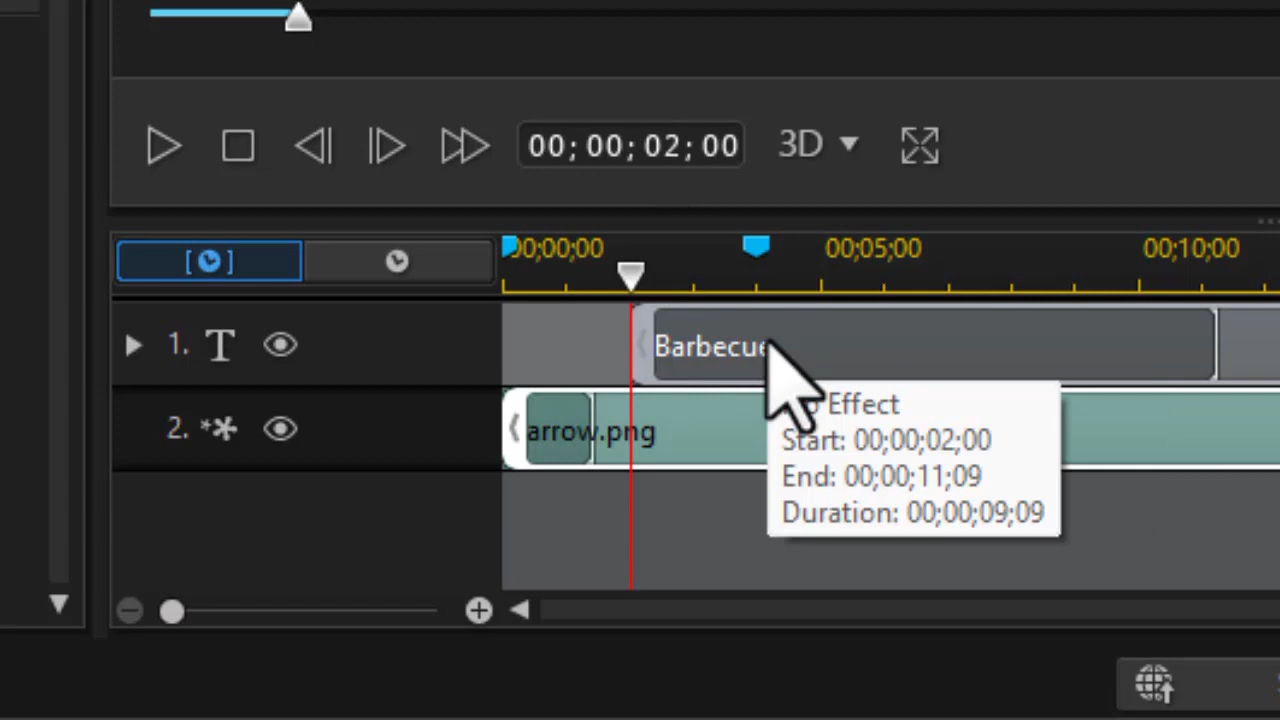 00; 00; 02; 00
3D
00;00;00
00;05;00
00;10;00
1. T
Barbecue
2.
arrow.png
Effect
Start: 00;00;02;00
End: 00;00;11;09
Duration: 00;00;09;09